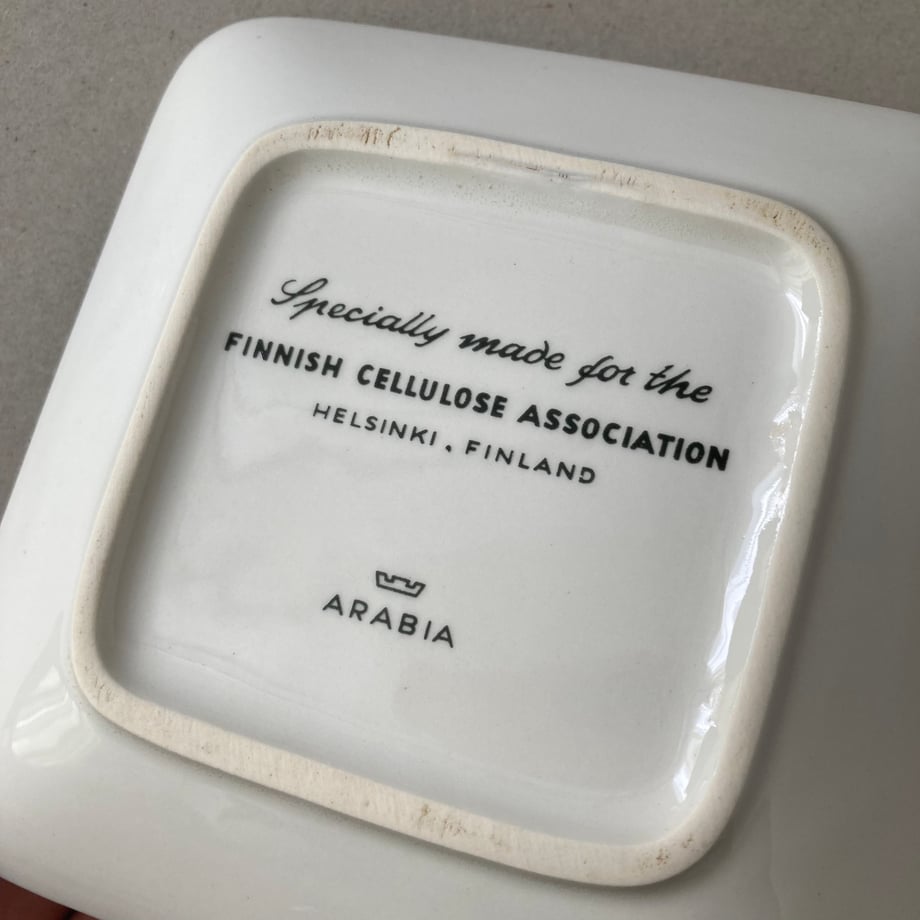 Specially made for the
FINNISH CELLULOSE ASSOCIATION
HELSINKI, FINLAND
ARABIA